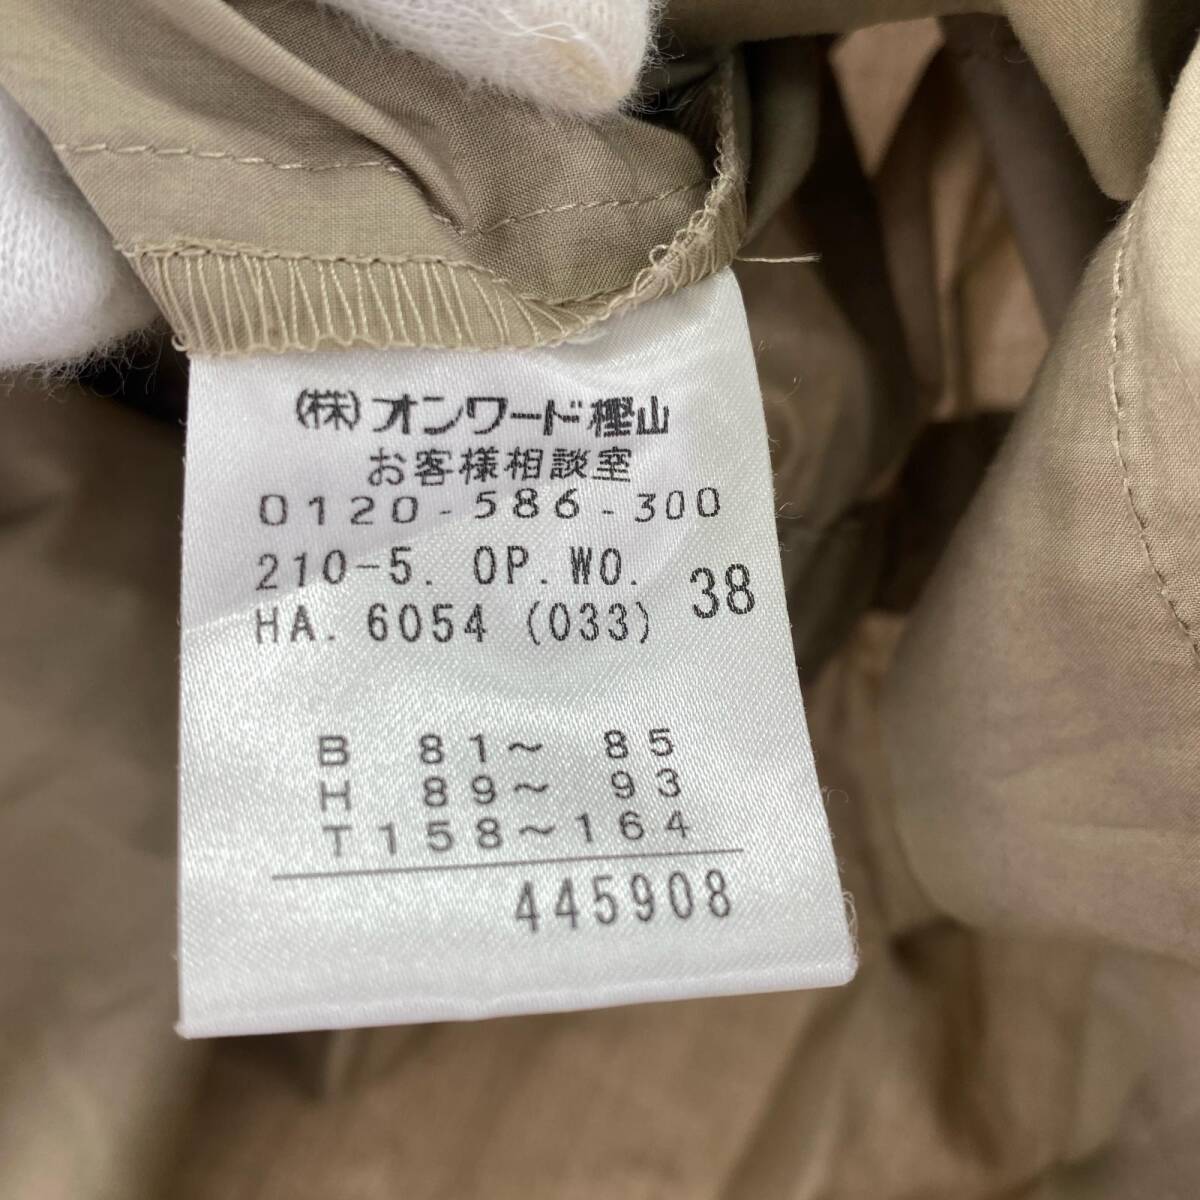 (株)オンワード樫山
お客様相談室
0120-586-300
210-5. OP. WO.
HA. 6054 (033) 38
B 81~ 85
H 89~ 93
T158~164
445908